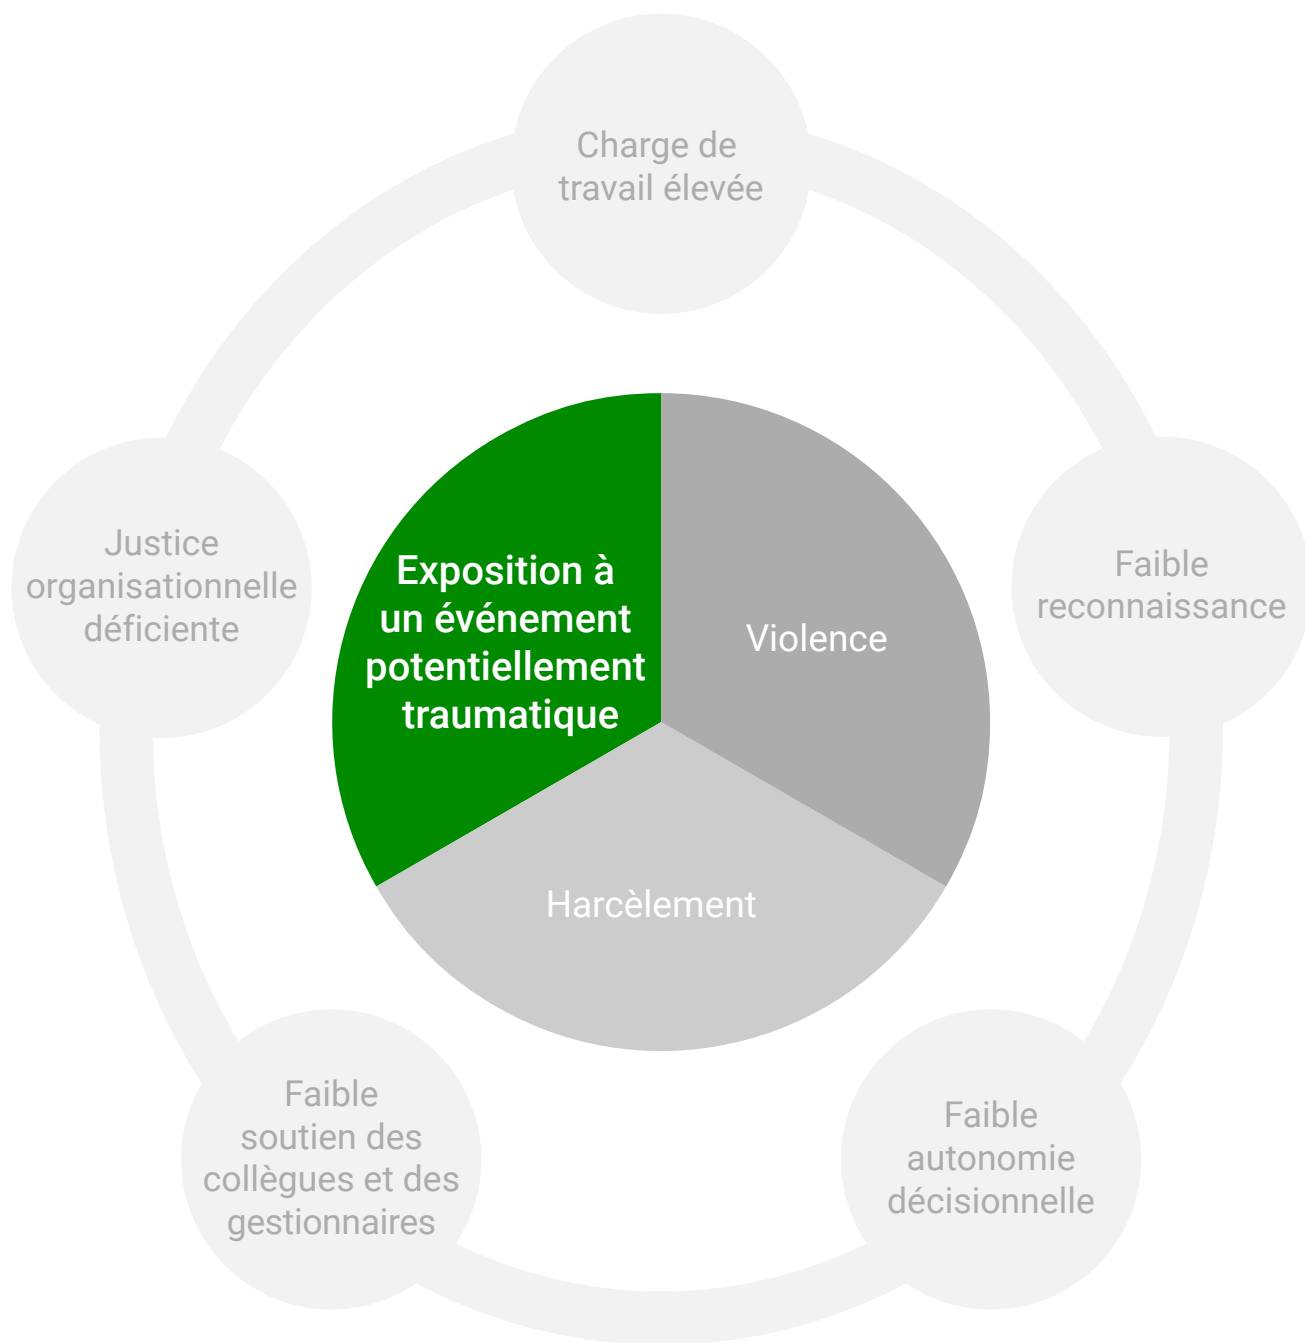 Charge de
travail élevée
Justice
organisationnelle
déficiente
Exposition à
un événement
potentiellement
traumatique
Violence
Faible
reconnaissance
Harcèlement
Faible
soutien des
collègues et des
gestionnaires
Faible
autonomie
décisionnelle